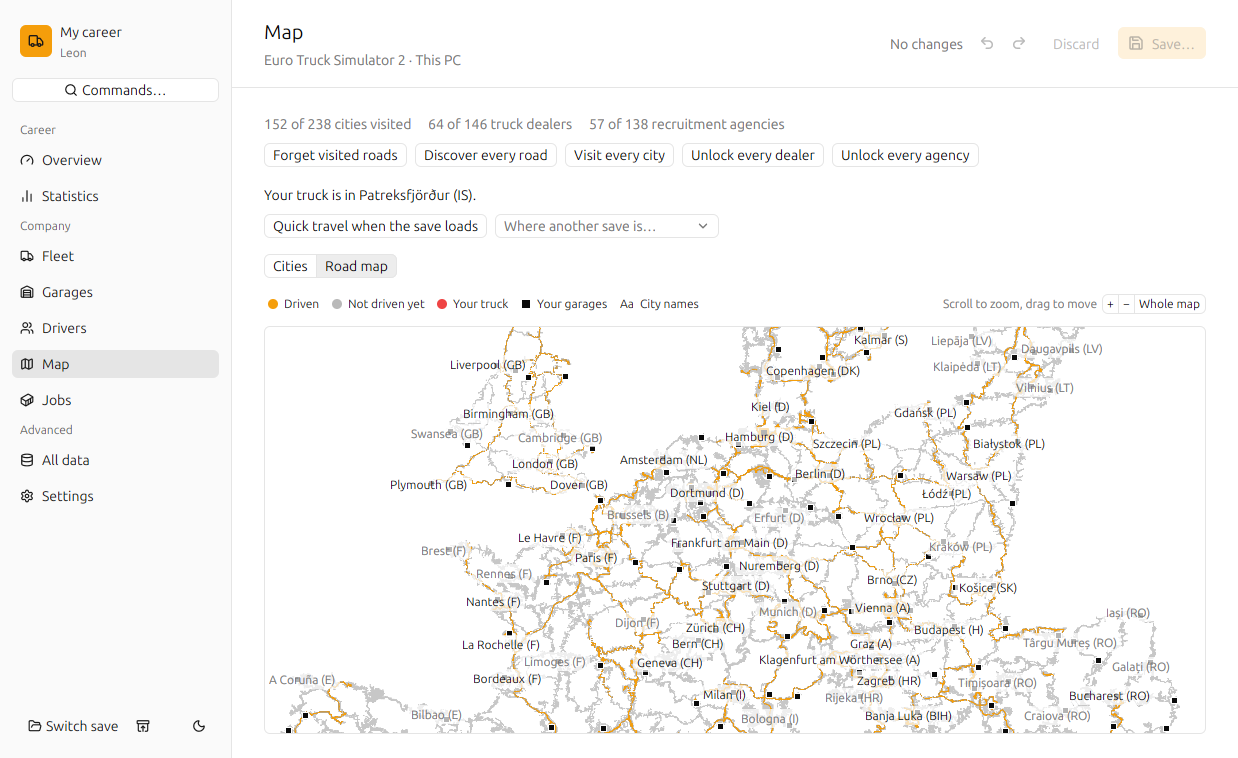 My career
Leon
Commands…
Career
Overview
Statistics
Company
Fleet
Garages
Drivers
Map
Jobs
Advanced
All data
Settings
Switch save
Map
Euro Truck Simulator 2 · This PC
No changes
Discard
Save…
152 of 238 cities visited 64 of 146 truck dealers 57 of 138 recruitment agencies
Forget visited roads
Discover every road
Visit every city
Unlock every dealer
Unlock every agency
Your truck is in Patreksfjörður (IS).
Quick travel when the save loads
Where another save is…
Cities
Road map
Driven
Not driven yet
Your truck
Your garages
Aa City names
Scroll to zoom, drag to move
+
−
Whole map
Kalmar (S)
Liepāja (LV)
Daugavpils (LV)
Liverpool (GB)
Copenhagen (DK)
Klaipėda (LT)
Vilnius (LT)
Birmingham (GB)
Kiel (D)
Gdańsk (PL)
Swansea (GB)
Cambridge (GB)
Hamburg (D)
Szczecin (PL)
Białystok (PL)
London (GB)
Amsterdam (NL)
Berlin (D)
Warsaw (PL)
Plymouth (GB)
Dover (GB)
Dortmund (D)
Łódź (PL)
Brussels (B)
Erfurt (D)
Wrocław (PL)
Le Havre (F)
Frankfurt am Main (D)
Kraków (PL)
Brest (F)
Paris (F)
Nuremberg (D)
Rennes (F)
Stuttgart (D)
Brno (CZ)
Košice (SK)
Nantes (F)
Munich (D)
Vienna (A)
Iași (RO)
Dijon (F)
Zürich (CH)
Budapest (H)
La Rochelle (F)
Bern (CH)
Graz (A)
Târgu Mureș (RO)
Limoges (F)
Geneva (CH)
Klagenfurt am Wörthersee (A)
Galați (RO)
A Coruña (E)
Bordeaux (F)
Zagreb (HR)
Timișoara (RO)
Milan (I)
Rijeka (HR)
Bucharest (RO)
Bilbao (E)
Bologna (I)
Banja Luka (BIH)
Craiova (RO)